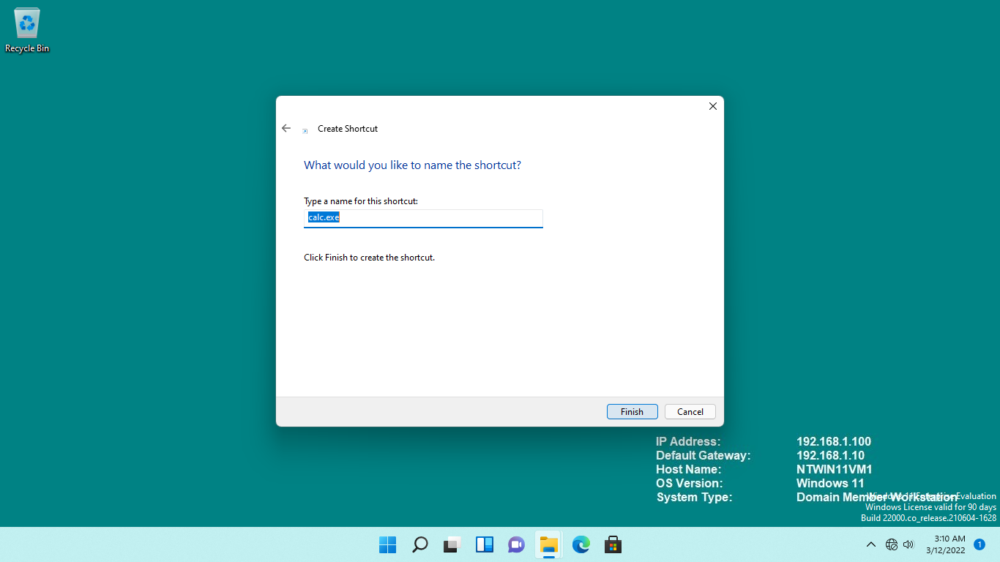 Recycle Bin
Create Shortcut
What would you like to name the shortcut?
Type a name for this shortcut:
calc.exe
Click Finish to create the shortcut.
Finish
Cancel
IP Address: 192.168.1.100
Default Gateway: 192.168.1.10
Host Name: NTWIN11VM1
OS Version: Windows 11
System Type: Domain Member Workstation
Windows 11 Enterprise Evaluation
Windows License valid for 90 days
Build 22000.co_release.210604-1628
3:10 AM
3/12/2022
1